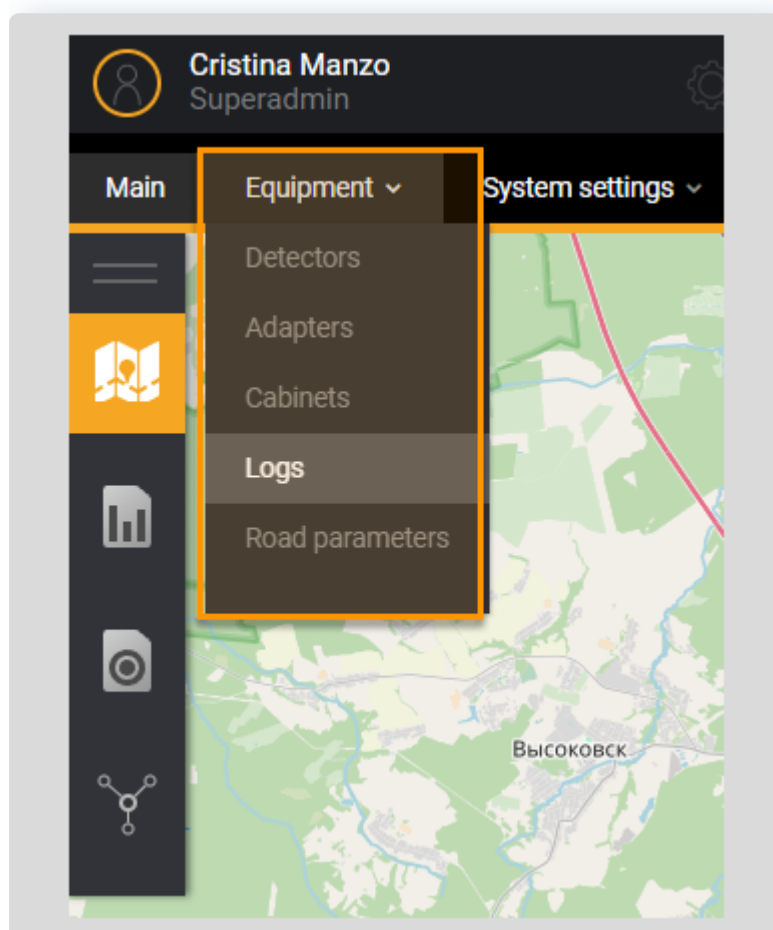 Cristina Manzo
Superadmin
Main
Equipment
System settings
Detectors
Adapters
Cabinets
Logs
Road parameters
Высоковск